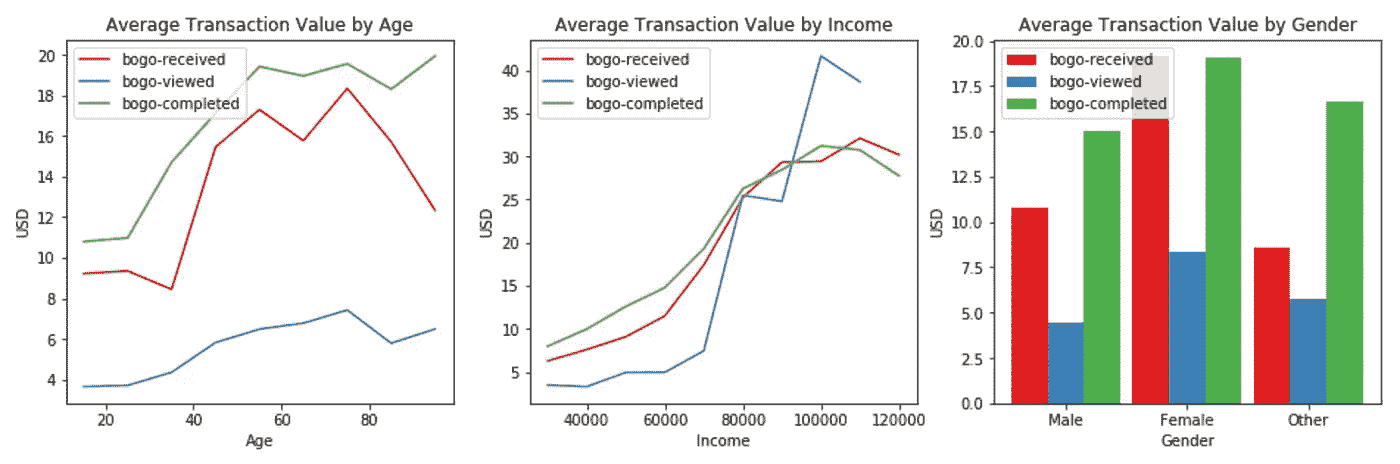 Average Transaction Value by Age
bogo-received
bogo-viewed
bogo-completed
20
18
16
14
12
10
8
6
4
USD
20
40
60
80
Age
Average Transaction Value by Income
bogo-received
bogo-viewed
bogo-completed
40
35
30
25
20
15
10
5
USD
40000
60000
80000
100000
120000
Income
Average Transaction Value by Gender
bogo-received
bogo-viewed
bogo-completed
20.0
17.5
15.0
12.5
10.0
7.5
5.0
2.5
0.0
USD
Male
Female
Other
Gender